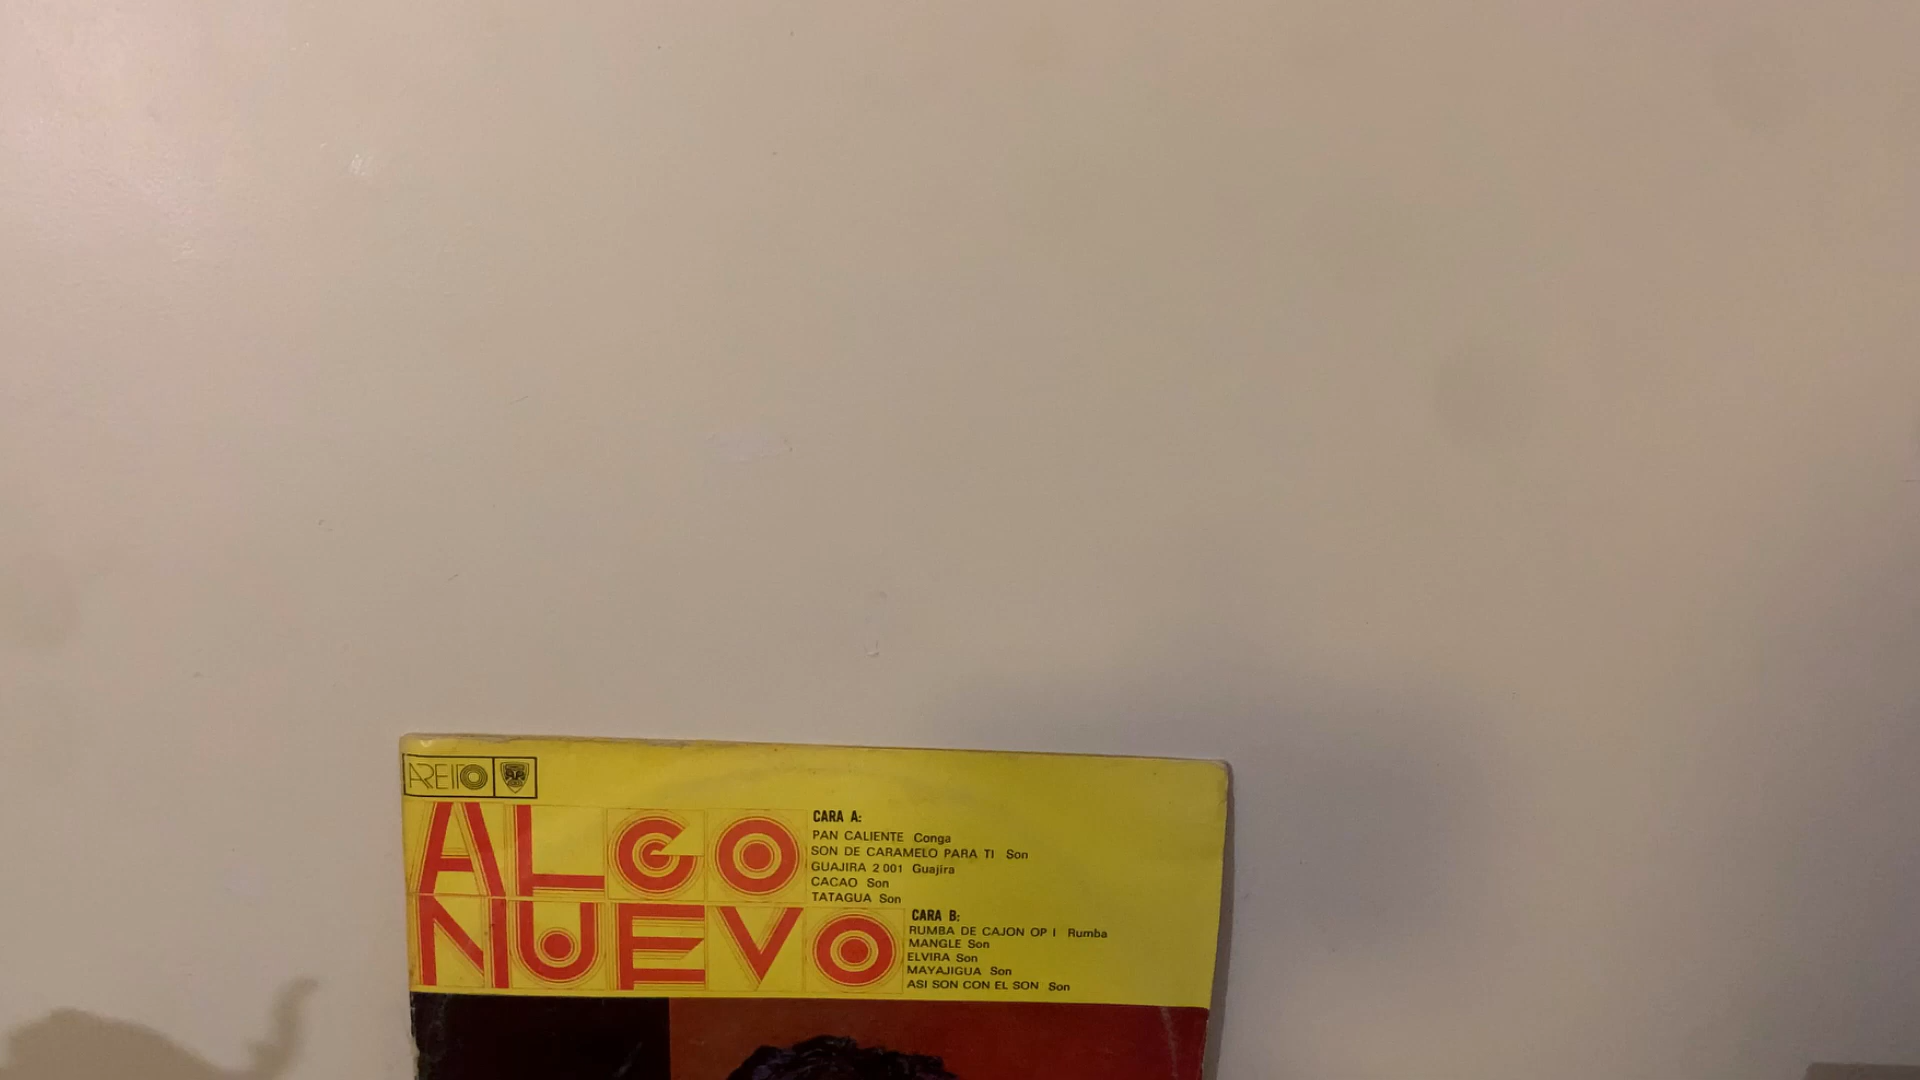 AREITO
ALGO
NUEVO
CARA A:
PAN CALIENTE Conga
SON DE CARAMELO PARA TI Son
GUAJIRA 2 001 Guajira
CACAO Son
TATAGUA Son
CARA B:
RUMBA DE CAJON OP I Rumba
MANGLE Son
ELVIRA Son
MAYAJIGUA Son
ASI SON CON EL SON Son